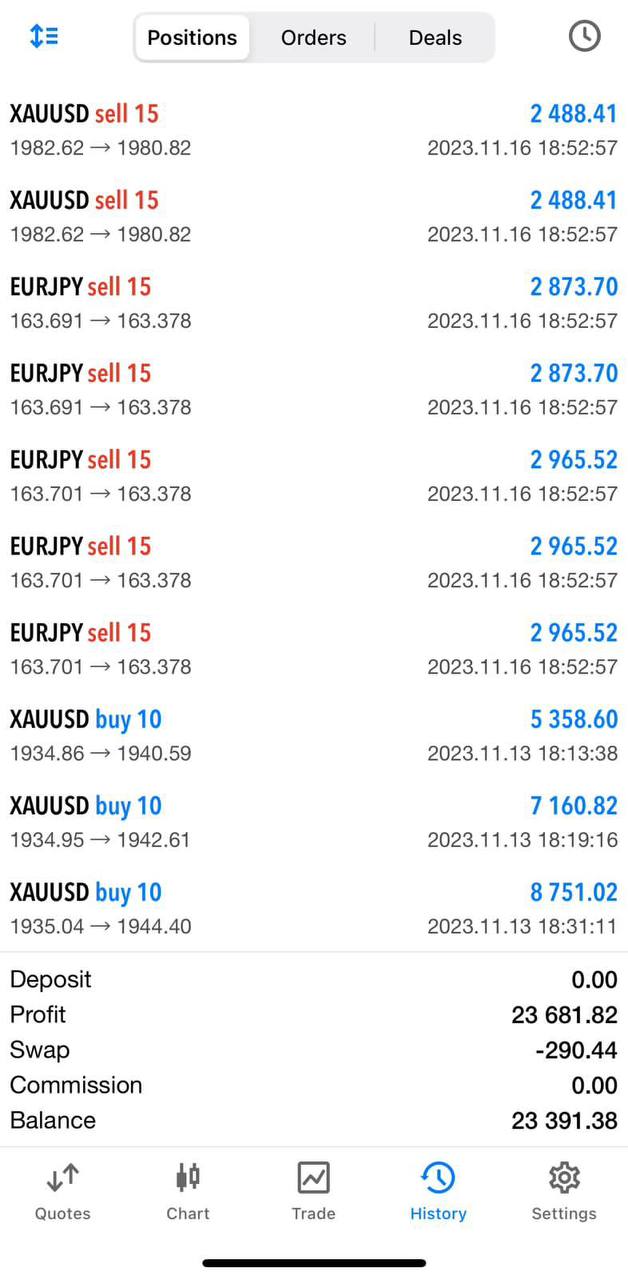 Positions Orders Deals
XAUUSD sell 15 2 488.41
1982.62 → 1980.82 2023.11.16 18:52:57
XAUUSD sell 15 2 488.41
1982.62 → 1980.82 2023.11.16 18:52:57
EURJPY sell 15 2 873.70
163.691 → 163.378 2023.11.16 18:52:57
EURJPY sell 15 2 873.70
163.691 → 163.378 2023.11.16 18:52:57
EURJPY sell 15 2 965.52
163.701 → 163.378 2023.11.16 18:52:57
EURJPY sell 15 2 965.52
163.701 → 163.378 2023.11.16 18:52:57
EURJPY sell 15 2 965.52
163.701 → 163.378 2023.11.16 18:52:57
XAUUSD buy 10 5 358.60
1934.86 → 1940.59 2023.11.13 18:13:38
XAUUSD buy 10 7 160.82
1934.95 → 1942.61 2023.11.13 18:19:16
XAUUSD buy 10 8 751.02
1935.04 → 1944.40 2023.11.13 18:31:11
Deposit 0.00
Profit 23 681.82
Swap -290.44
Commission 0.00
Balance 23 391.38
Quotes Chart Trade History Settings